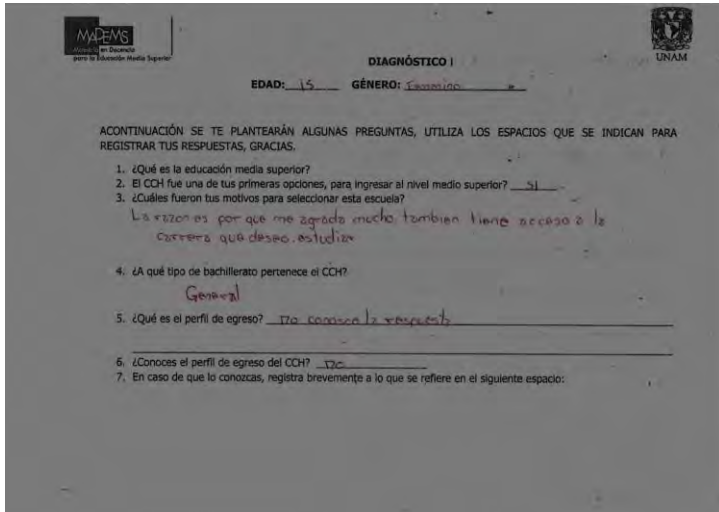 MADEMS
Maestría en Docencia
para la Educación Media Superior
UNAM
DIAGNÓSTICO I
EDAD: 15 GÉNERO: Femenino
ACONTINUACIÓN SE TE PLANTEARÁN ALGUNAS PREGUNTAS, UTILIZA LOS ESPACIOS QUE SE INDICAN PARA
REGISTRAR TUS RESPUESTAS, GRACIAS.
1. ¿Qué es la educación media superior?
2. El CCH fue una de tus primeras opciones, para ingresar al nivel medio superior? SI
3. ¿Cuáles fueron tus motivos para seleccionar esta escuela?
La razon es por que me agrada mucho, tambien tiene acceso a la
carrera que deseo estudiar
4. ¿A qué tipo de bachillerato pertenece el CCH?
General
5. ¿Qué es el perfil de egreso? no conosco la respuesta
6. ¿Conoces el perfil de egreso del CCH? no
7. En caso de que lo conozcas, registra brevemente a lo que se refiere en el siguiente espacio: